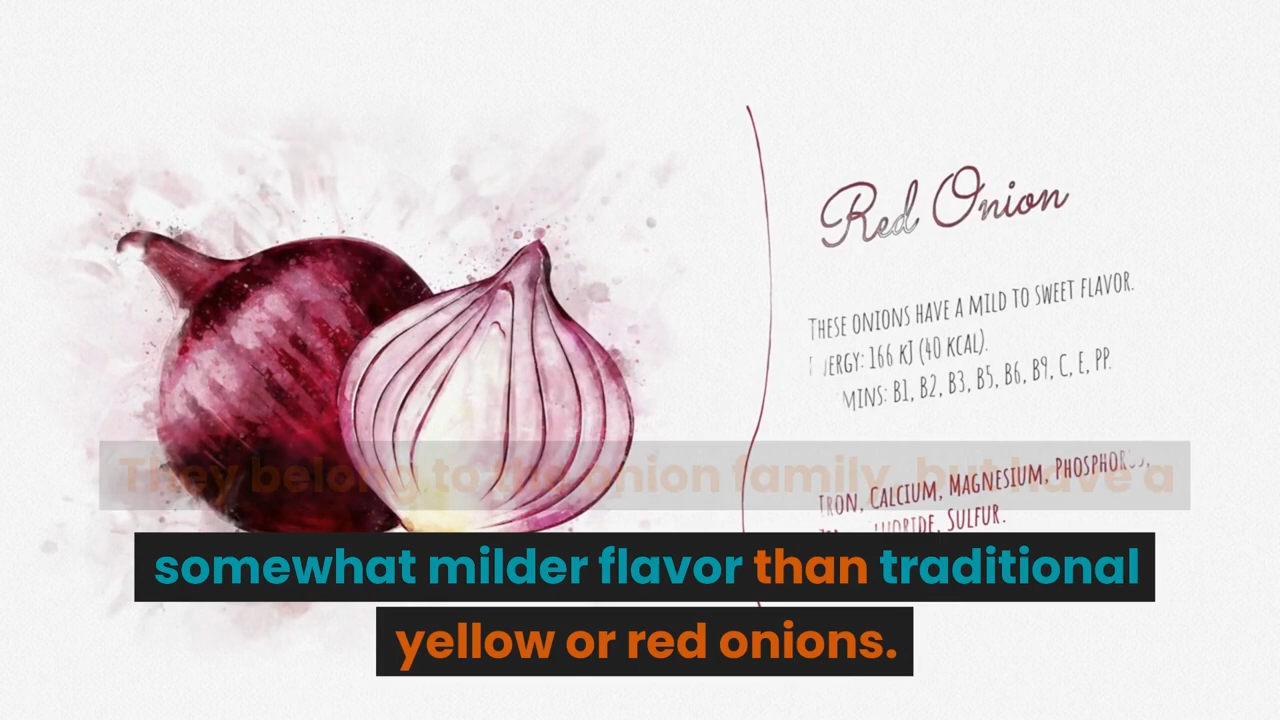 Red Onion
THESE ONIONS HAVE A MILD TO SWEET FLAVOR.
ENERGY: 166 KJ (40 KCAL).
MINS: B1, B2, B3, B5, B6, B9, C, E, PP.
IRON, CALCIUM, MAGNESIUM, PHOSPHORUS,
SULFUR.
They belong to the onion family, but have a
somewhat milder flavor than traditional
yellow or red onions.